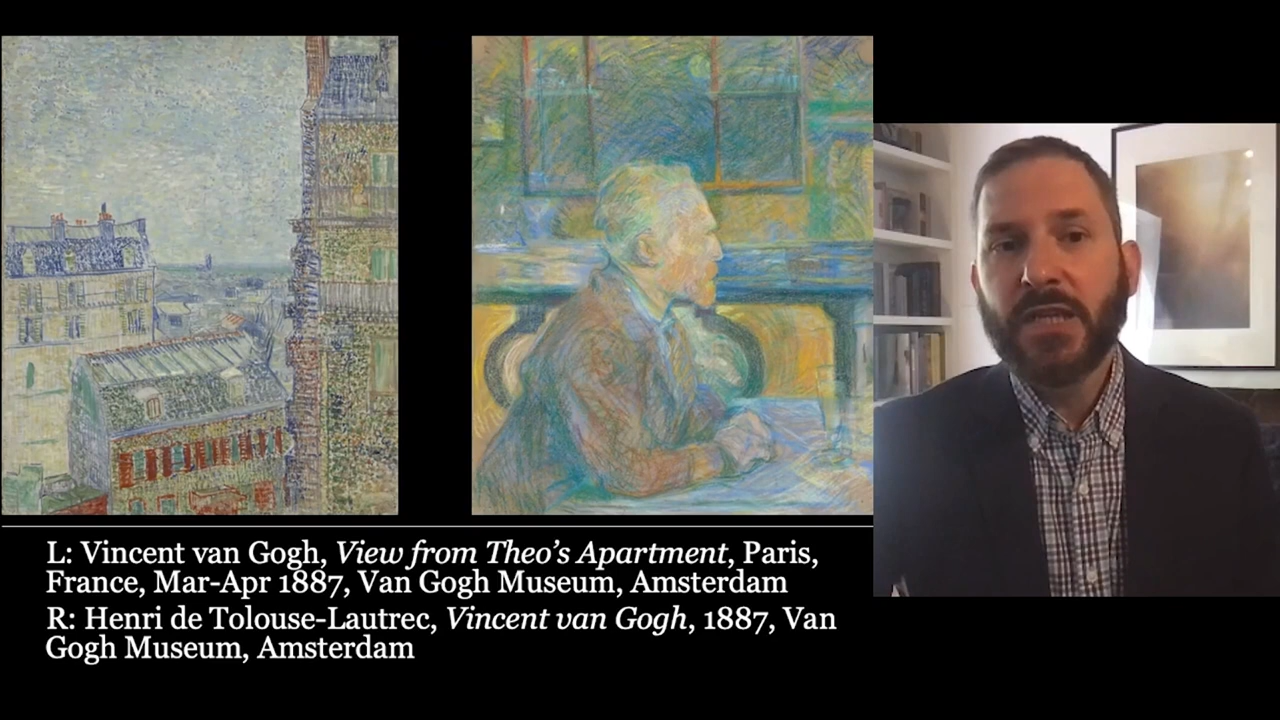 L: Vincent van Gogh, View from Theo’s Apartment, Paris,
France, Mar-Apr 1887, Van Gogh Museum, Amsterdam
R: Henri de Tolouse-Lautrec, Vincent van Gogh, 1887, Van
Gogh Museum, Amsterdam